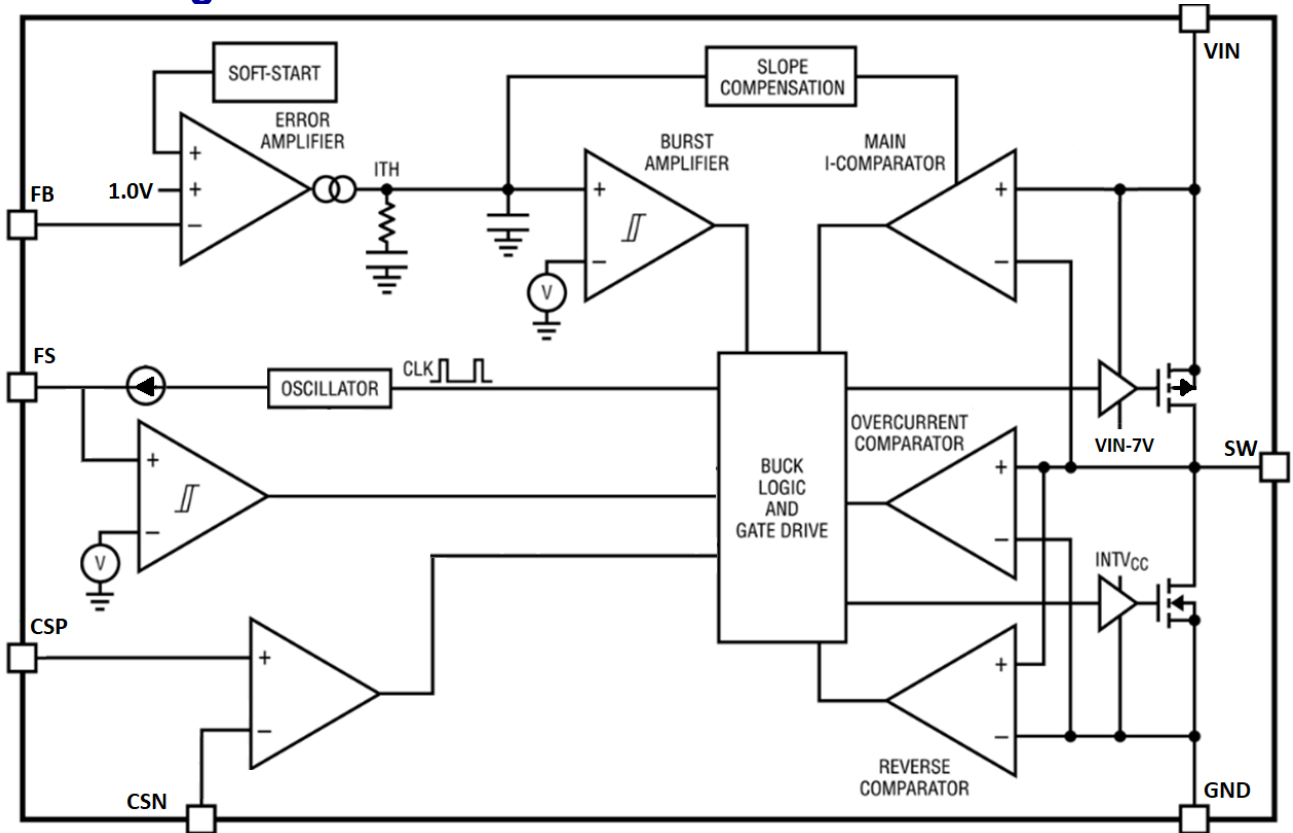 VIN
SOFT-START
SLOPE
COMPENSATION
ERROR
AMPLIFIER
BURST
AMPLIFIER
MAIN
I-COMPARATOR
ITH
+
+
1.0V
+
+
+
FB
−
−
−
V
FS
CLK
OSCILLATOR
OVERCURRENT
COMPARATOR
VIN-7V
SW
+
+
BUCK
LOGIC
AND
GATE DRIVE
−
−
V
INTVCC
CSP
+
+
−
−
REVERSE
COMPARATOR
CSN
GND